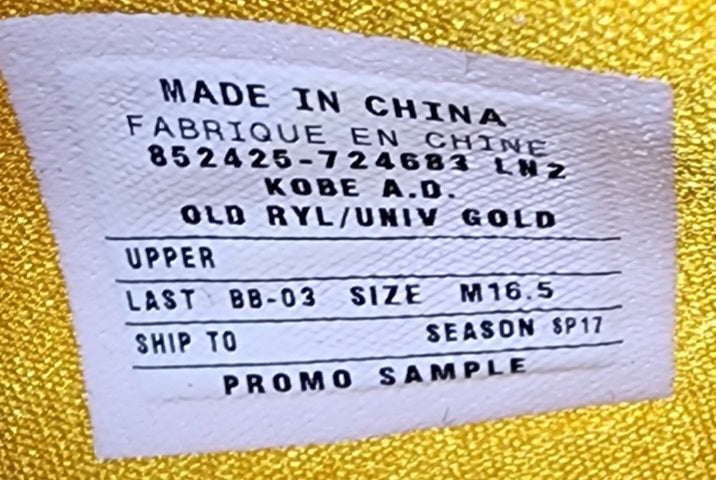 MADE IN CHINA
FABRIQUE EN CHINE
852425-724683 LN2
KOBE A.D.
OLD RYL/UNIV GOLD
UPPER
LAST BB-03 SIZE M16.5
SHIP TO SEASON SP17
PROMO SAMPLE